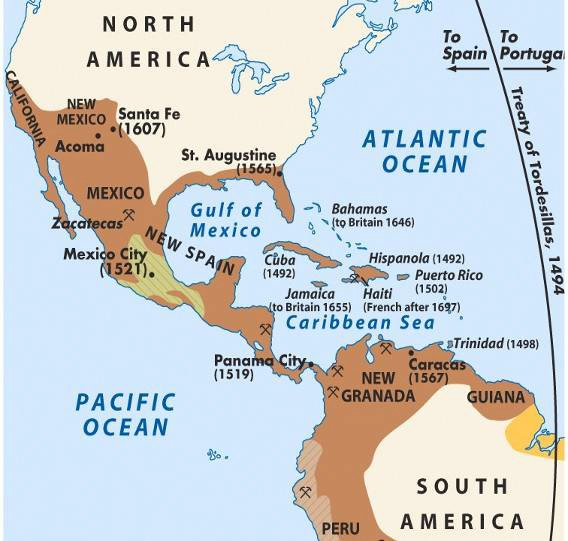 NORTH
AMERICA
To
Spain
To
Portuga
Treaty of Tordesillas, 1494
CALIFORNIA
NEW
MEXICO
Santa Fe
(1607)
Acoma
ATLANTIC
OCEAN
St. Augustine
(1565)
MEXICO
Zacatecas
Gulf of
Mexico
Bahamas
(to Britain 1646)
NEW SPAIN
Mexico City
(1521)
Cuba
(1492)
Hispanola (1492)
Puerto Rico
(1502)
Jamaica
(to Britain 1655)
Haiti
(French after 1697)
Caribbean Sea
Trinidad (1498)
Panama City
(1519)
Caracas
(1567)
NEW
GRANADA
GUIANA
PACIFIC
OCEAN
SOUTH
AMERICA
PERU